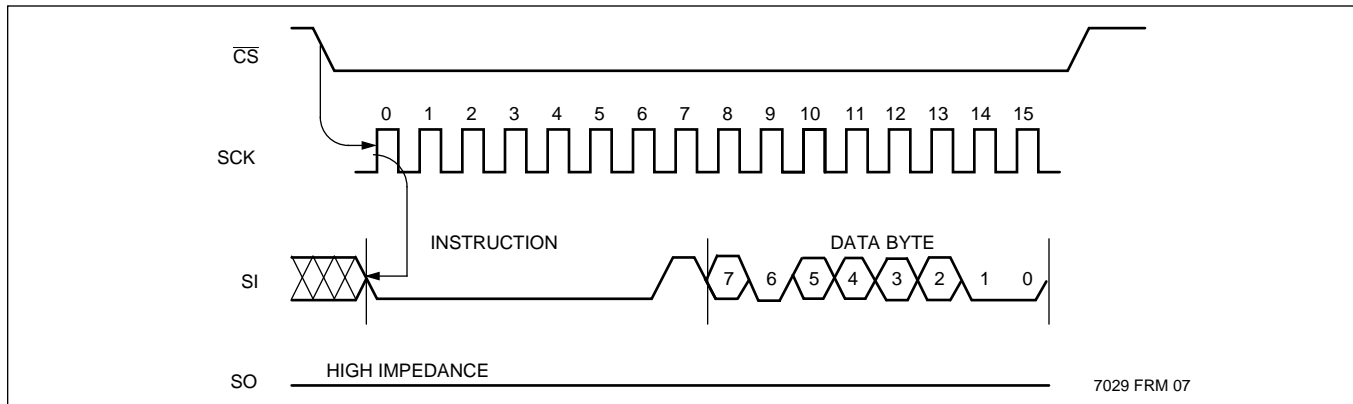 CS
0 1 2 3 4 5 6 7 8 9 10 11 12 13 14 15
SCK
INSTRUCTION DATA BYTE
SI 7 6 5 4 3 2 1 0
HIGH IMPEDANCE
SO
7029 FRM 07